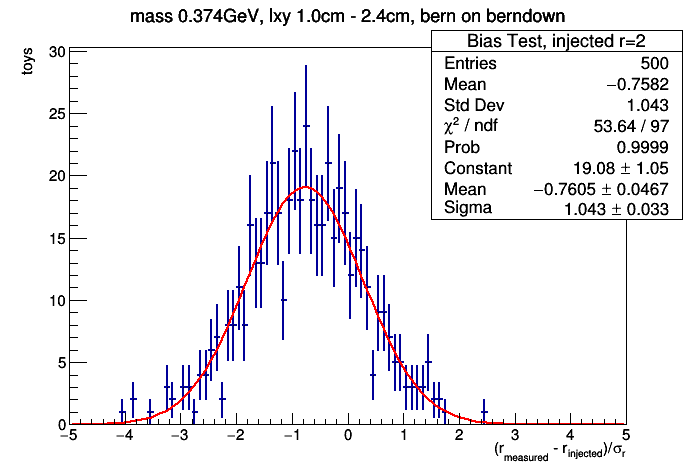 mass 0.374GeV, lxy 1.0cm - 2.4cm, bern on berndown
Bias Test, injected r=2
Entries 500
Mean −0.7582
Std Dev 1.043
χ² / ndf 53.64 / 97
Prob 0.9999
Constant 19.08 ± 1.05
Mean −0.7605 ± 0.0467
Sigma 1.043 ± 0.033
toys
30
25
20
15
10
5
0
−5 −4 −3 −2 −1 0 1 2 3 4 5
(r_measured - r_injected)/σ_r